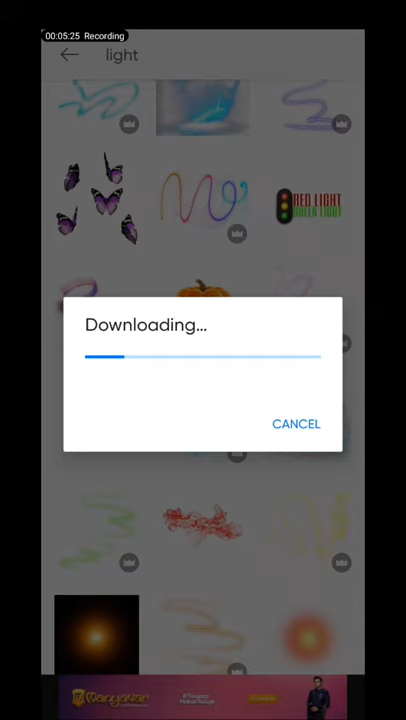 00:05:25 Recording
light
RED LIGHT
GREEN LIGHT
Downloading...
CANCEL
Manyavar